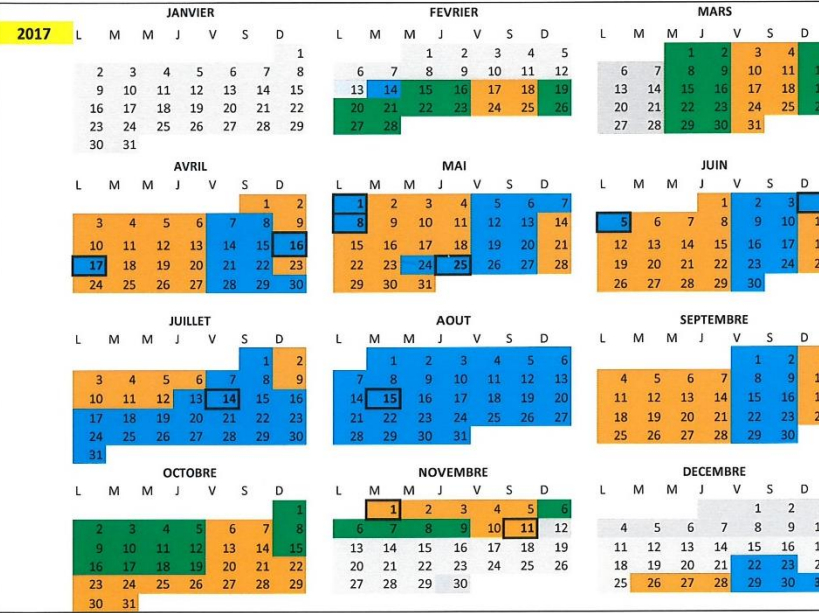 2017
JANVIER
L M M J V S D
1
2 3 4 5 6 7 8
9 10 11 12 13 14 15
16 17 18 19 20 21 22
23 24 25 26 27 28 29
30 31
FEVRIER
L M M J V S D
1 2 3 4 5
6 7 8 9 10 11 12
13 14 15 16 17 18 19
20 21 22 23 24 25 26
27 28
MARS
L M M J V S D
1 2 3 4
6 7 8 9 10 11
13 14 15 16 17 18
20 21 22 23 24 25
27 28 29 30 31
AVRIL
L M M J V S D
1 2
3 4 5 6 7 8 9
10 11 12 13 14 15 16
17 18 19 20 21 22 23
24 25 26 27 28 29 30
MAI
L M M J V S D
1 2 3 4 5 6 7
8 9 10 11 12 13 14
15 16 17 18 19 20 21
22 23 24 25 26 27 28
29 30 31
JUIN
L M M J V S D
1 2 3
5 6 7 8 9 10
12 13 14 15 16 17
19 20 21 22 23 24
26 27 28 29 30
JUILLET
L M M J V S D
1 2
3 4 5 6 7 8 9
10 11 12 13 14 15 16
17 18 19 20 21 22 23
24 25 26 27 28 29 30
31
AOUT
L M M J V S D
1 2 3 4 5 6
7 8 9 10 11 12 13
14 15 16 17 18 19 20
21 22 23 24 25 26 27
28 29 30 31
SEPTEMBRE
L M M J V S D
1 2
4 5 6 7 8 9
11 12 13 14 15 16
18 19 20 21 22 23
25 26 27 28 29 30
OCTOBRE
L M M J V S D
1
2 3 4 5 6 7 8
9 10 11 12 13 14 15
16 17 18 19 20 21 22
23 24 25 26 27 28 29
30 31
NOVEMBRE
L M M J V S D
1 2 3 4 5 6
6 7 8 9 10 11 12
13 14 15 16 17 18 19
20 21 22 23 24 25 26
27 28 29 30
DECEMBRE
L M M J V S D
1 2
4 5 6 7 8 9
11 12 13 14 15 16
18 19 20 21 22 23
25 26 27 28 29 30